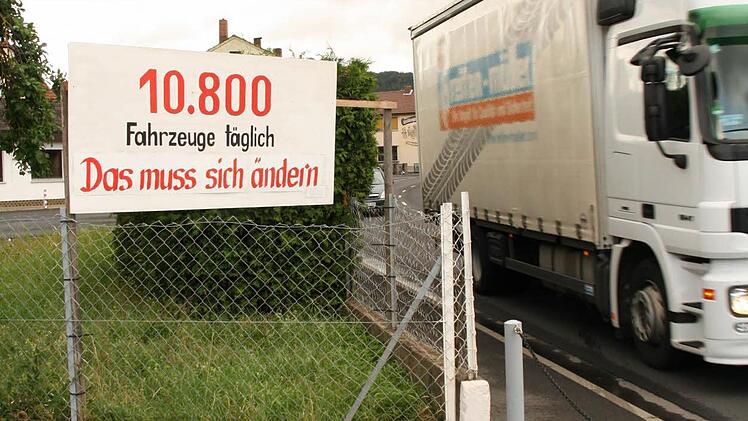 10.800
Fahrzeuge täglich
Das muss sich ändern